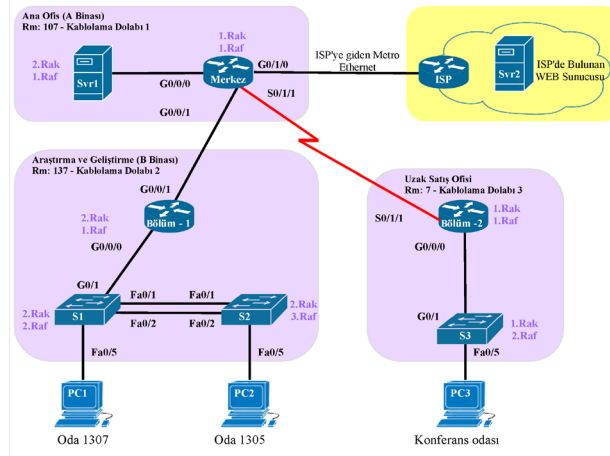 Ana Ofis (A Binası)
Rm: 107 - Kablolama Dolabı 1
1.Rak
1.Raf
2.Rak
1.Raf
Svr1
G0/0/0
Merkez
G0/1/0
G0/0/1
S0/1/1
ISP'ye giden Metro
Ethernet
ISP
Svr2
ISP'de Bulunan
WEB Sunucusu
Araştırma ve Geliştirme (B Binası)
Rm: 137 - Kablolama Dolabı 2
G0/0/1
2.Rak
1.Raf
Bölüm - 1
G0/0/0
G0/1
2.Rak
2.Raf
S1
Fa0/1
Fa0/1
Fa0/2
Fa0/2
S2
2.Rak
3.Raf
Fa0/5
Fa0/5
PC1
PC2
Oda 1307
Oda 1305
Uzak Satış Ofisi
Rm: 7 - Kablolama Dolabı 3
S0/1/1
Bölüm -2
1.Rak
1.Raf
G0/0/0
G0/1
S3
1.Rak
2.Raf
Fa0/5
PC3
Konferans odası